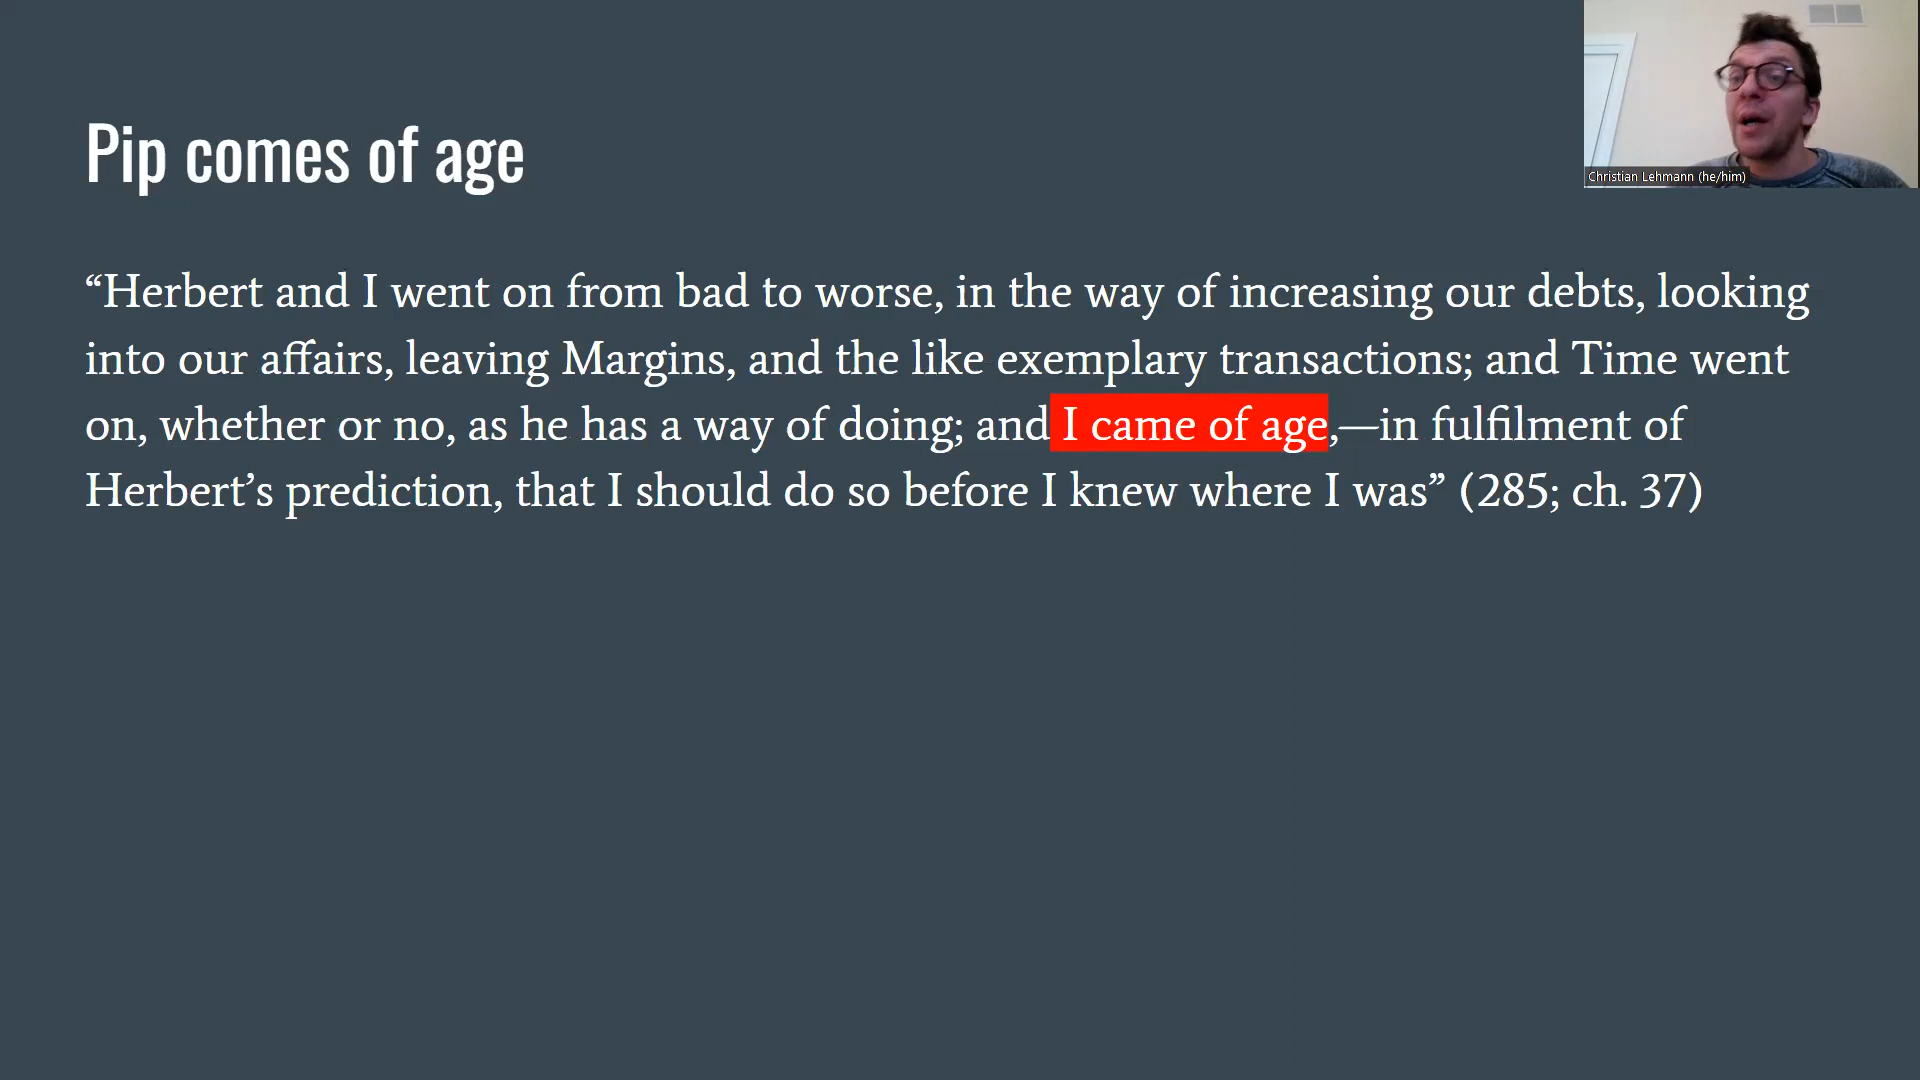 Pip comes of age
“Herbert and I went on from bad to worse, in the way of increasing our debts, looking
into our affairs, leaving Margins, and the like exemplary transactions; and Time went
on, whether or no, as he has a way of doing; and I came of age,—in fulfilment of
Herbert’s prediction, that I should do so before I knew where I was” (285; ch. 37)
Christian Lehmann (he/him)